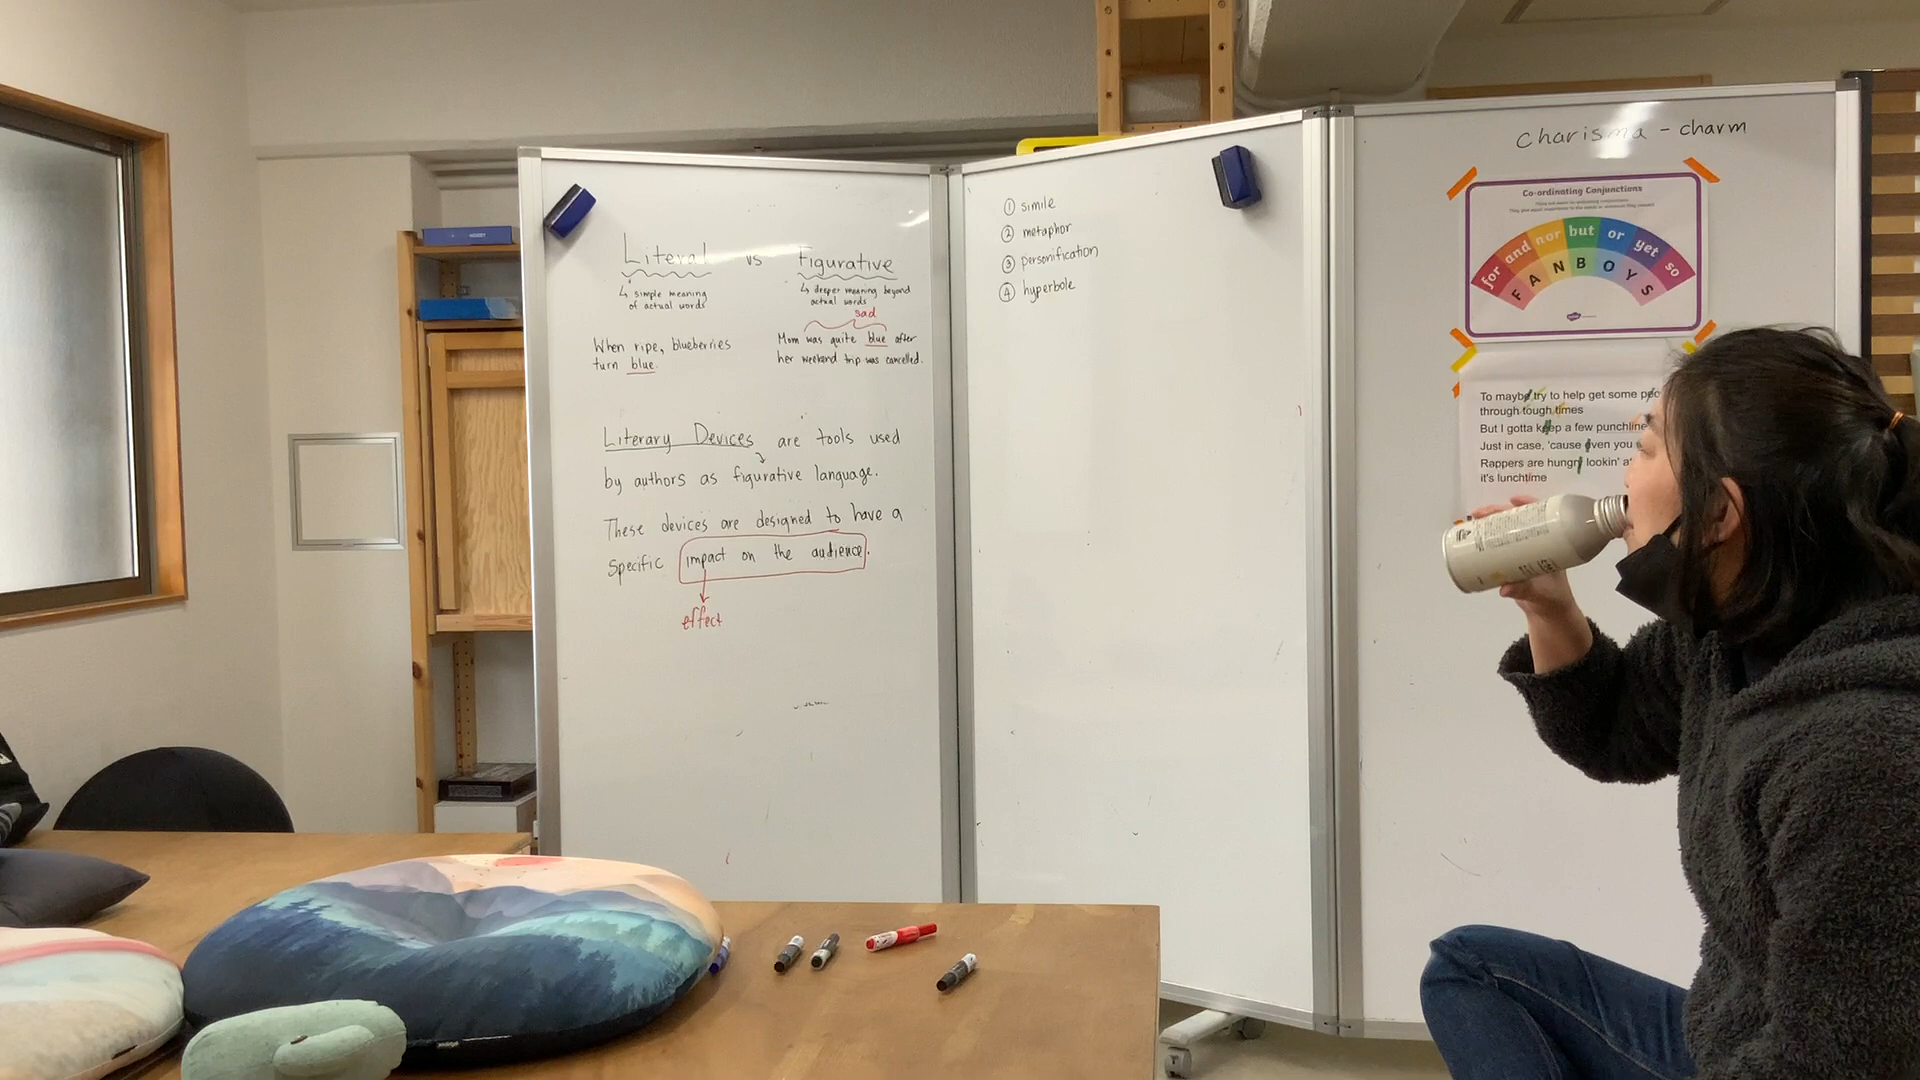 Literal vs Figurative
↳ simple meaning
of actual words
↳ deeper meaning beyond
actual words
sad
When ripe, blueberries
turn blue.
Mom was quite blue after
her weekend trip was cancelled.
Literary Devices are tools used
by authors as figurative language.
These devices are designed to have a
specific impact on the audience.
effect
① simile
② metaphor
③ personification
④ hyperbole
charisma - charm
Co-ordinating Conjunctions
for and nor but or yet so
F A N B O Y S
To maybe try to help get some
through tough times
But I gotta keep a few punchline
Just in case, 'cause even you
Rappers are hungry lookin'
it's lunchtime